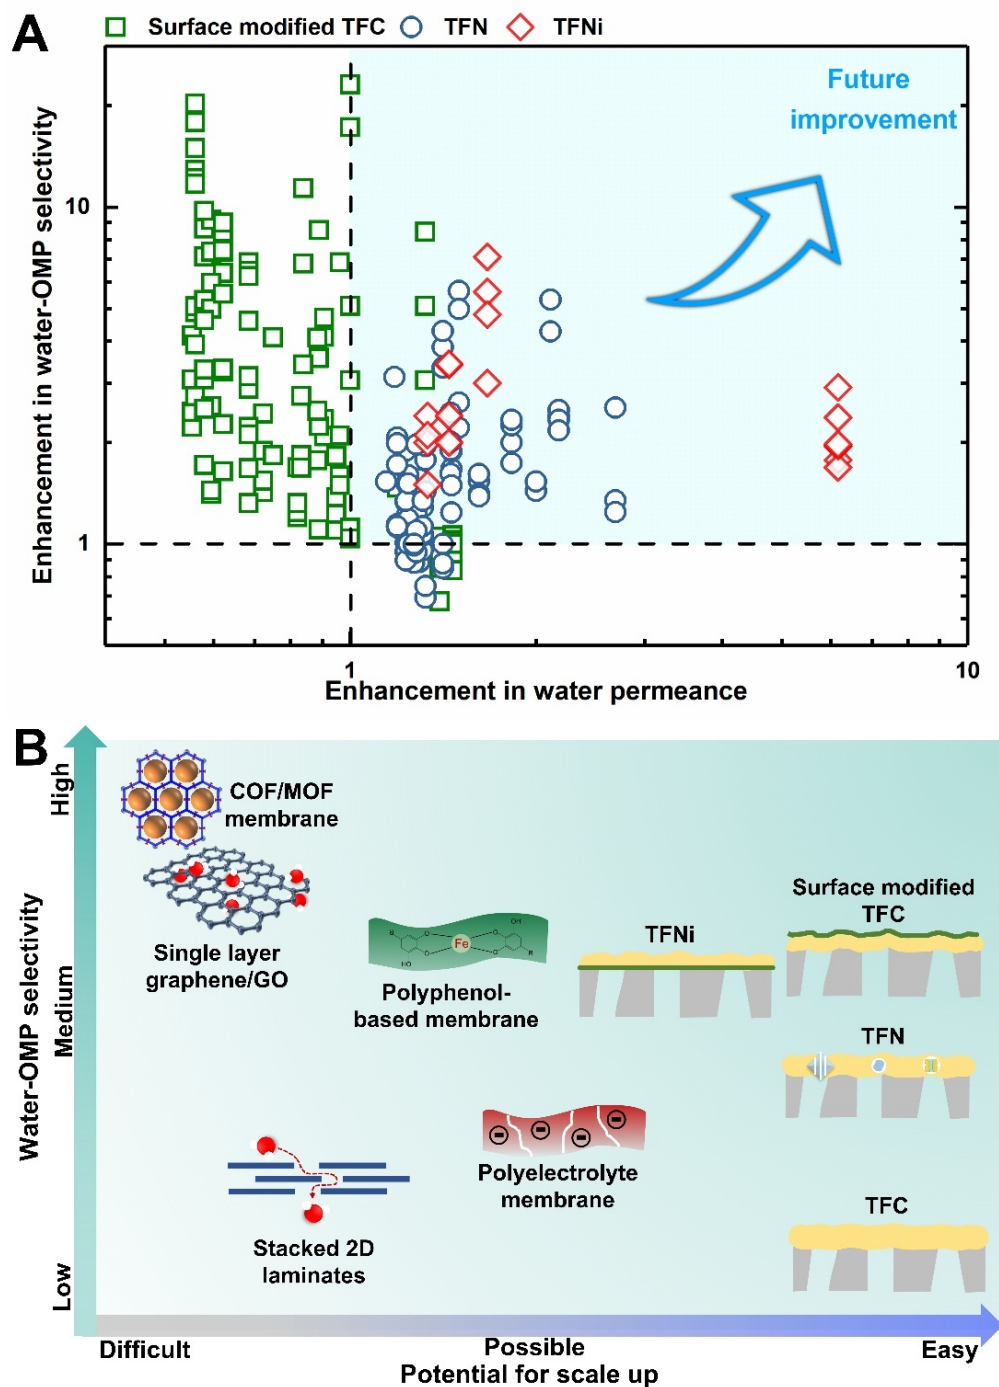 A
Surface modified TFC
TFN
TFNi
Future
improvement
Enhancement in water-OMP selectivity
10
1
1
10
Enhancement in water permeance
B
High
Medium
Low
Water-OMP selectivity
COF/MOF
membrane
Single layer
graphene/GO
Fe
OH
HO
R
R
Polyphenol-
based membrane
TFNi
Surface modified
TFC
TFN
Polyelectrolyte
membrane
Stacked 2D
laminates
TFC
Difficult
Possible
Easy
Potential for scale up